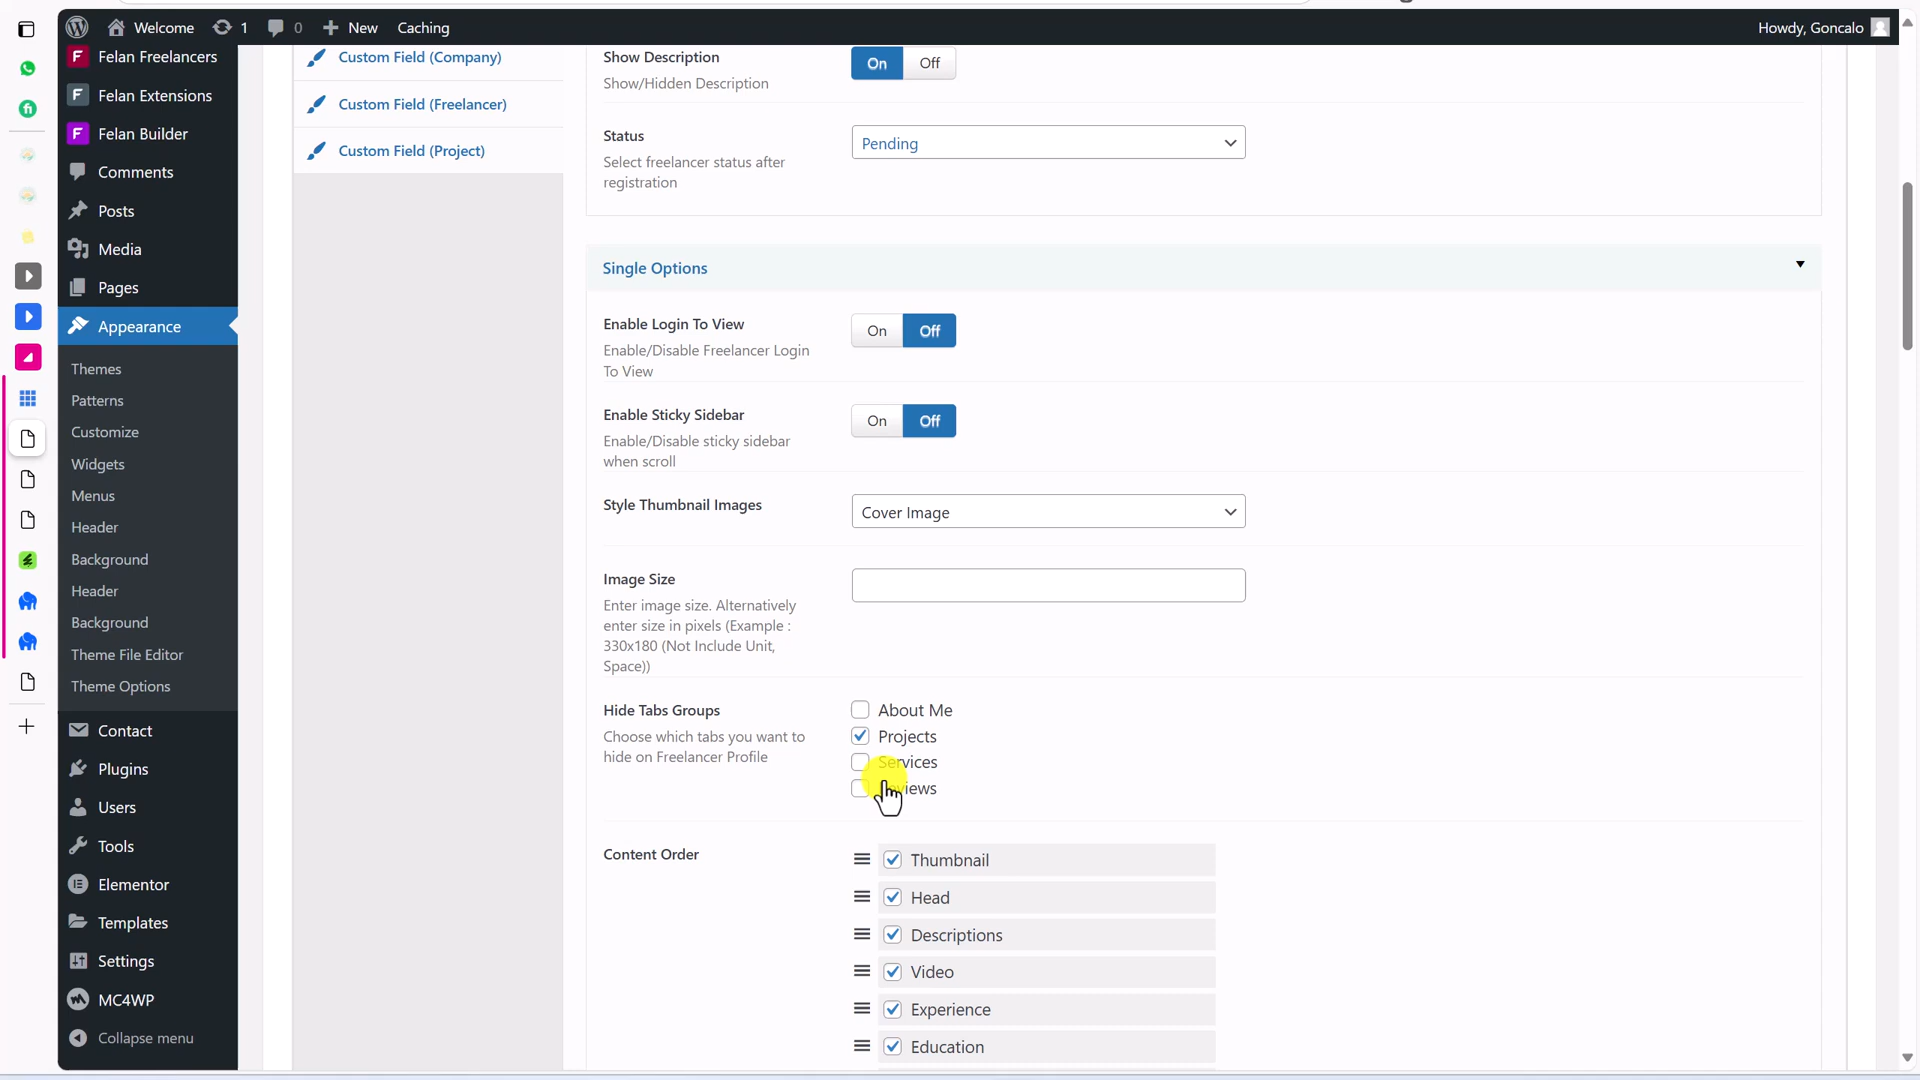 Welcome
1
0
New
Caching
Howdy, Goncalo
Felan Freelancers
Felan Extensions
Felan Builder
Comments
Posts
Media
Pages
Appearance
Themes
Patterns
Customize
Widgets
Menus
Header
Background
Header
Background
Theme File Editor
Theme Options
Contact
Plugins
Users
Tools
Elementor
Templates
Settings
MC4WP
Collapse menu
Custom Field (Company)
Custom Field (Freelancer)
Custom Field (Project)
Show Description
Show/Hidden Description
On Off
Status
Select freelancer status after
registration
Pending
Single Options
Enable Login To View
Enable/Disable Freelancer Login
To View
On Off
Enable Sticky Sidebar
Enable/Disable sticky sidebar
when scroll
On Off
Style Thumbnail Images
Cover Image
Image Size
Enter image size. Alternatively
enter size in pixels (Example :
330x180 (Not Include Unit,
Space))
Hide Tabs Groups
Choose which tabs you want to
hide on Freelancer Profile
About Me
Projects
Services
Content Order
Thumbnail
Head
Descriptions
Video
Experience
Education